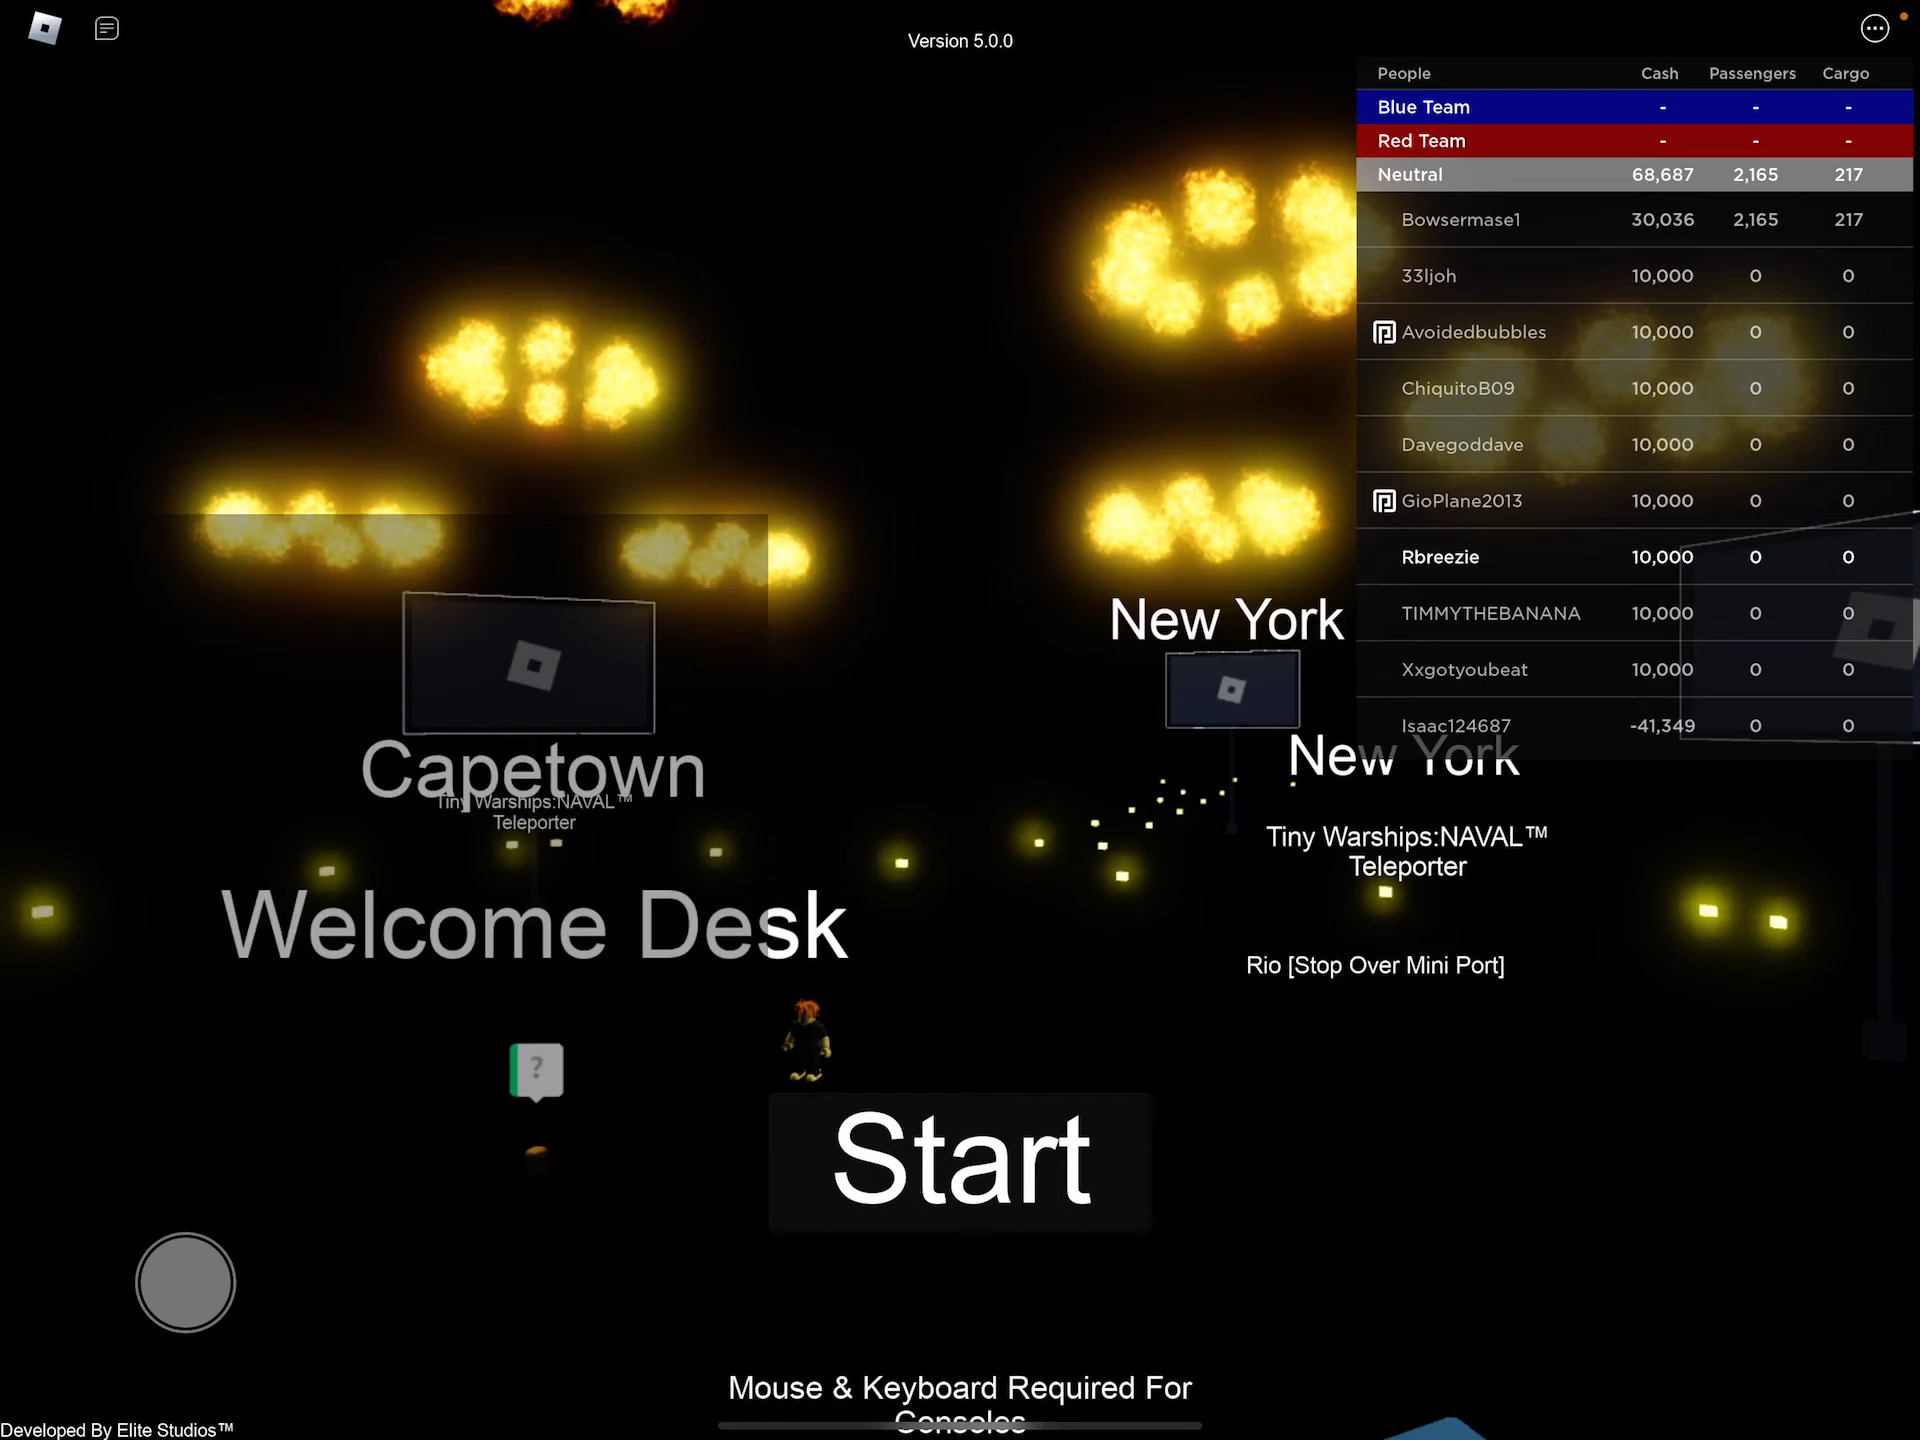 Version 5.0.0
People Cash Passengers Cargo
Blue Team - - -
Red Team - - -
Neutral 68,687 2,165 217
Bowsermase1 30,036 2,165 217
33ljoh 10,000 0 0
Avoidedbubbles 10,000 0 0
ChiquitoB09 10,000 0 0
Davegoddave 10,000 0 0
GioPlane2013 10,000 0 0
Rbreezie 10,000 0 0
TIMMYTHEBANANA 10,000 0 0
Xxgotyoubeat 10,000 0 0
Isaac124687 -41,349 0 0
New York
New York
Capetown
Tiny Warships:NAVAL™
Teleporter
Tiny Warships:NAVAL™
Teleporter
Welcome Desk
Rio [Stop Over Mini Port]
?
Start
Mouse & Keyboard Required For
Consoles
Developed By Elite Studios™